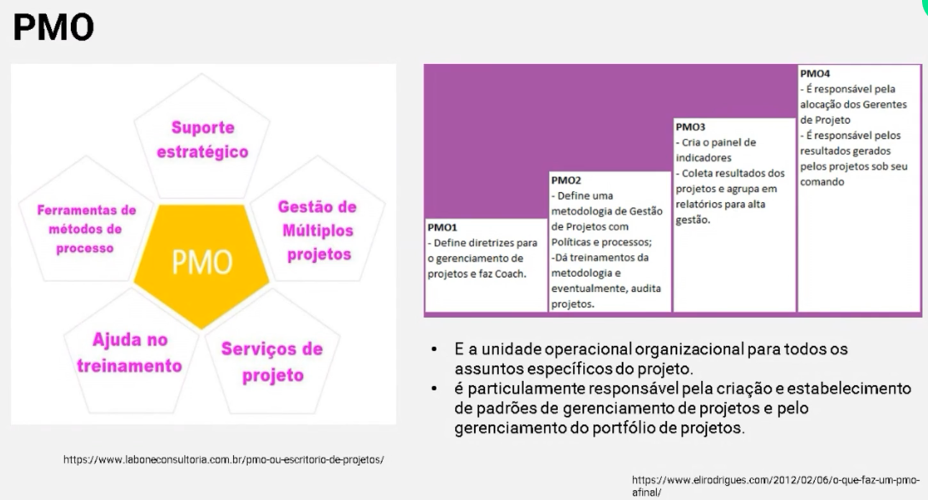 PMO
Suporte
estratégico
Ferramentas de
métodos de
processo
Gestão de
Múltiplos
projetos
PMO
Ajuda no
treinamento
Serviços de
projeto
https://www.laboneconsultoria.com.br/pmo-ou-escritorio-de-projetos/
PMO1
- Define diretrizes para
o gerenciamento de
projetos e faz Coach.
PMO2
- Define uma
metodologia de Gestão
de Projetos com
Políticas e processos;
-Dá treinamentos da
metodologia e
eventualmente, audita
projetos.
PMO3
- Cria o painel de
indicadores
- Coleta resultados dos
projetos e agrupa em
relatórios para alta
gestão.
PMO4
- É responsável pela
alocação dos Gerentes
de Projeto
- É responsável pelos
resultados gerados
pelos projetos sob seu
comando
• E a unidade operacional organizacional para todos os
assuntos específicos do projeto.
• é particularmente responsável pela criação e estabelecimento
de padrões de gerenciamento de projetos e pelo
gerenciamento do portfólio de projetos.
https://www.elirodrigues.com/2012/02/06/o-que-faz-um-pmo-
afinal/